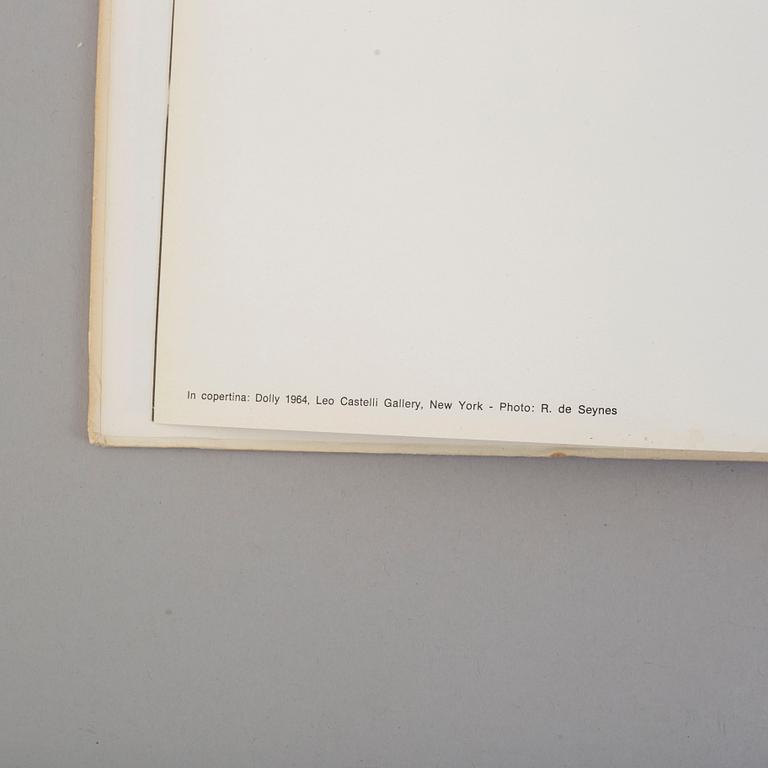 In copertina: Dolly 1964, Leo Castelli Gallery, New York - Photo: R. de Seynes